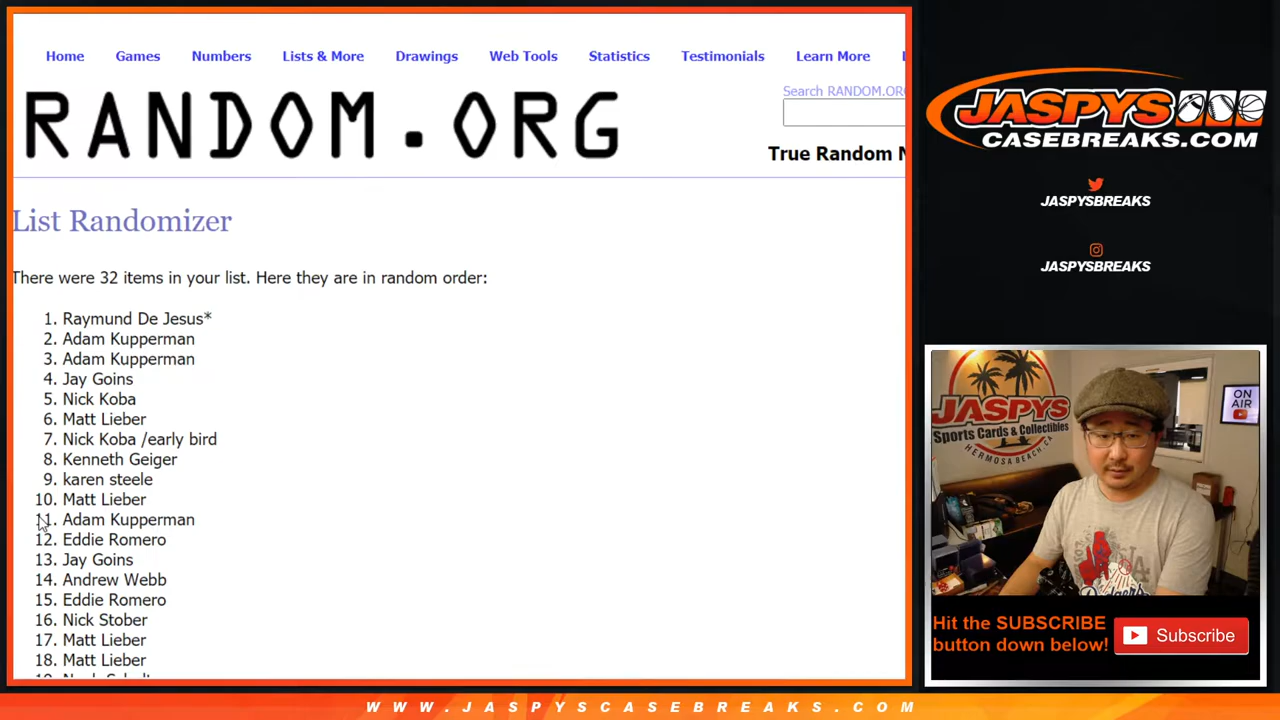 Home Games Numbers Lists & More Drawings Web Tools Statistics Testimonials Learn More
RANDOM.ORG
Search RANDOM.ORG
True Random N
List Randomizer
There were 32 items in your list. Here they are in random order:
1. Raymund De Jesus*
2. Adam Kupperman
3. Adam Kupperman
4. Jay Goins
5. Nick Koba
6. Matt Lieber
7. Nick Koba /early bird
8. Kenneth Geiger
9. karen steele
10. Matt Lieber
11. Adam Kupperman
12. Eddie Romero
13. Jay Goins
14. Andrew Webb
15. Eddie Romero
16. Nick Stober
17. Matt Lieber
18. Matt Lieber
JASPYS
CASEBREAKS.COM
JASPYSBREAKS
JASPYSBREAKS
JASPYS
Sports Cards & Collectibles
HERMOSA BEACH, CA
ON
AIR
Dodgers
Hit the SUBSCRIBE
button down below!
Subscribe
WWW.JASPYSCASEBREAKS.COM